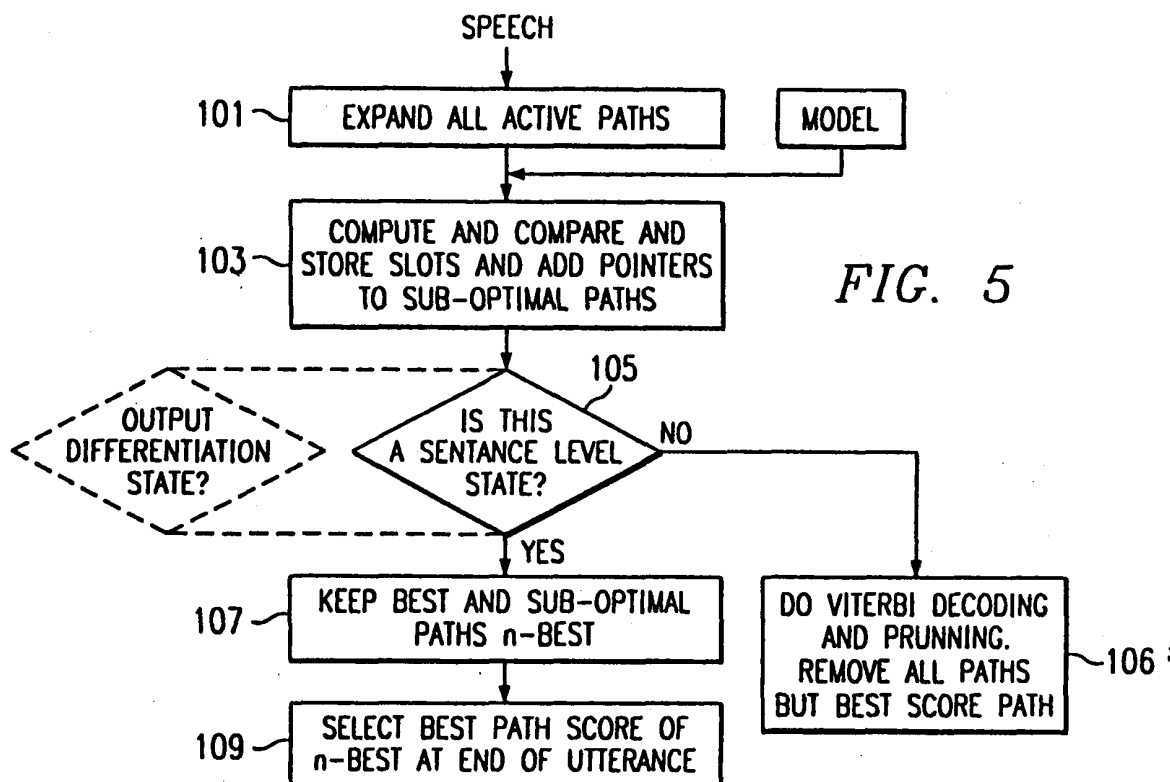 SPEECH
101
EXPAND ALL ACTIVE PATHS
MODEL
103
COMPUTE AND COMPARE AND
STORE SLOTS AND ADD POINTERS
TO SUB-OPTIMAL PATHS
FIG. 5
105
OUTPUT
DIFFERENTIATION
STATE?
IS THIS
A SENTANCE LEVEL
STATE?
NO
YES
107
KEEP BEST AND SUB-OPTIMAL
PATHS n-BEST
DO VITERBI DECODING
AND PRUNNING.
REMOVE ALL PATHS
BUT BEST SCORE PATH
106
109
SELECT BEST PATH SCORE OF
n-BEST AT END OF UTTERANCE